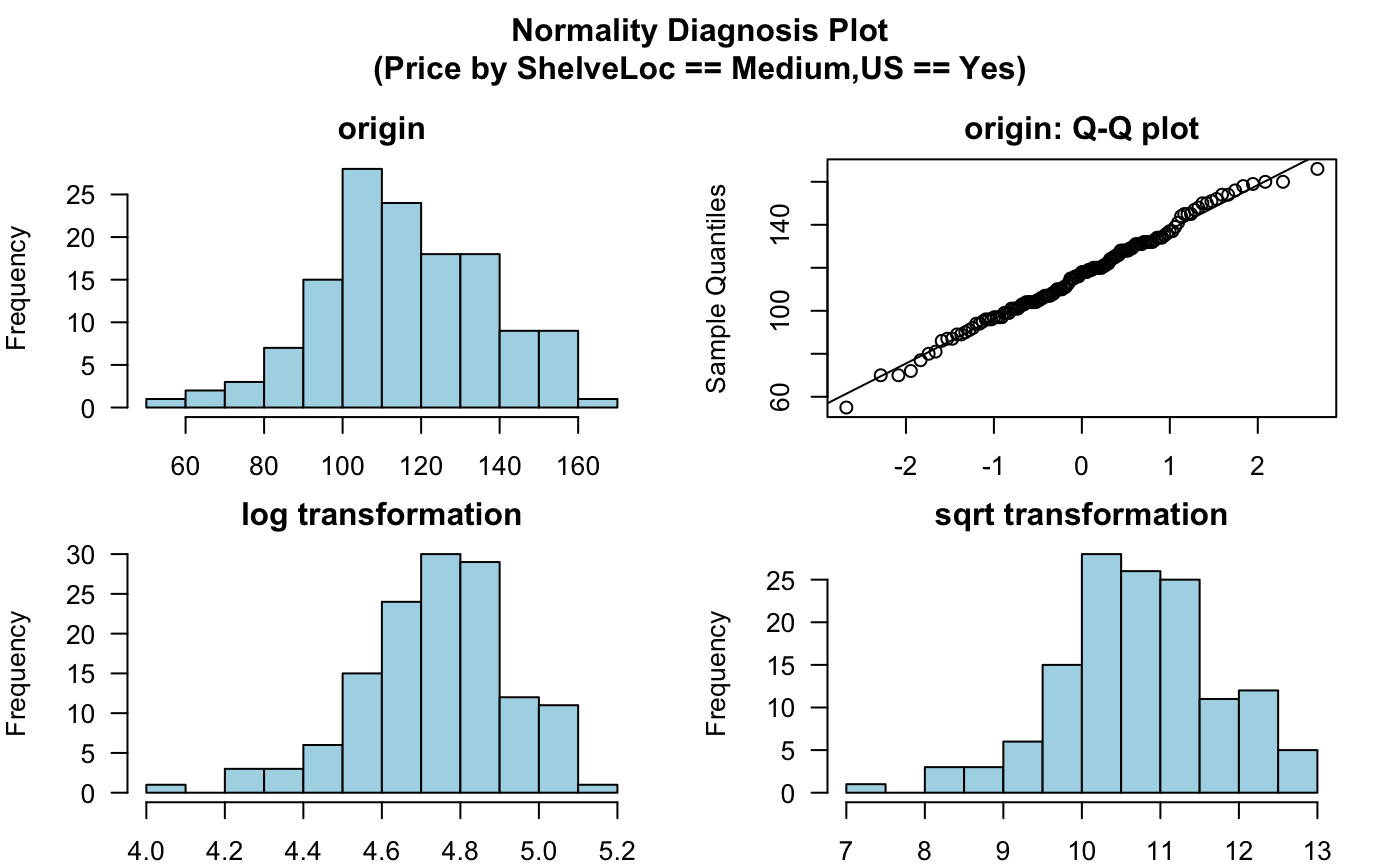 Normality Diagnosis Plot
(Price by ShelveLoc == Medium,US == Yes)
origin
Frequency
25
20
15
10
5
0
60 80 100 120 140 160
origin: Q-Q plot
Sample Quantiles
140
100
60
-2 -1 0 1 2
log transformation
Frequency
30
25
20
15
10
5
0
4.0 4.2 4.4 4.6 4.8 5.0 5.2
sqrt transformation
Frequency
25
20
15
10
5
0
7 8 9 10 11 12 13